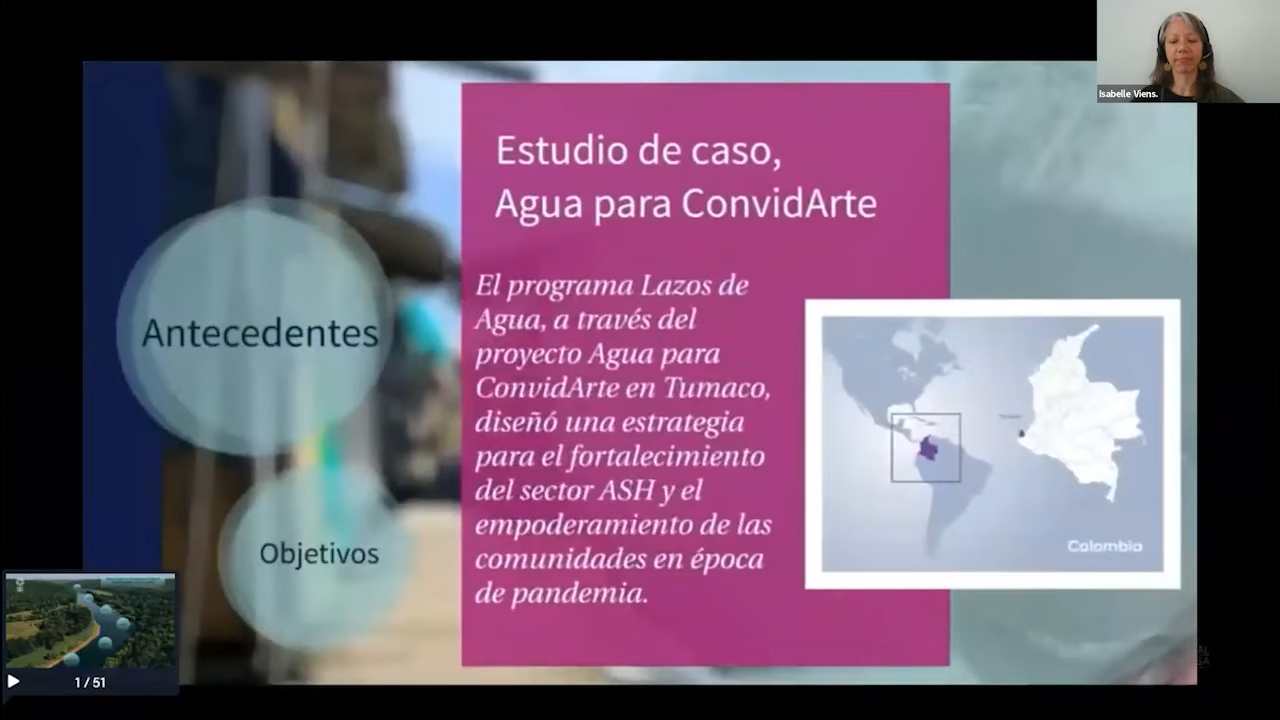 Isabelle Viens.
Estudio de caso,
Agua para ConvidArte
Antecedentes
Objetivos
El programa Lazos de
Agua, a través del
proyecto Agua para
ConvidArte en Tumaco,
diseñó una estrategia
para el fortalecimiento
del sector ASH y el
empoderamiento de las
comunidades en época
de pandemia.
Colombia
1 / 51